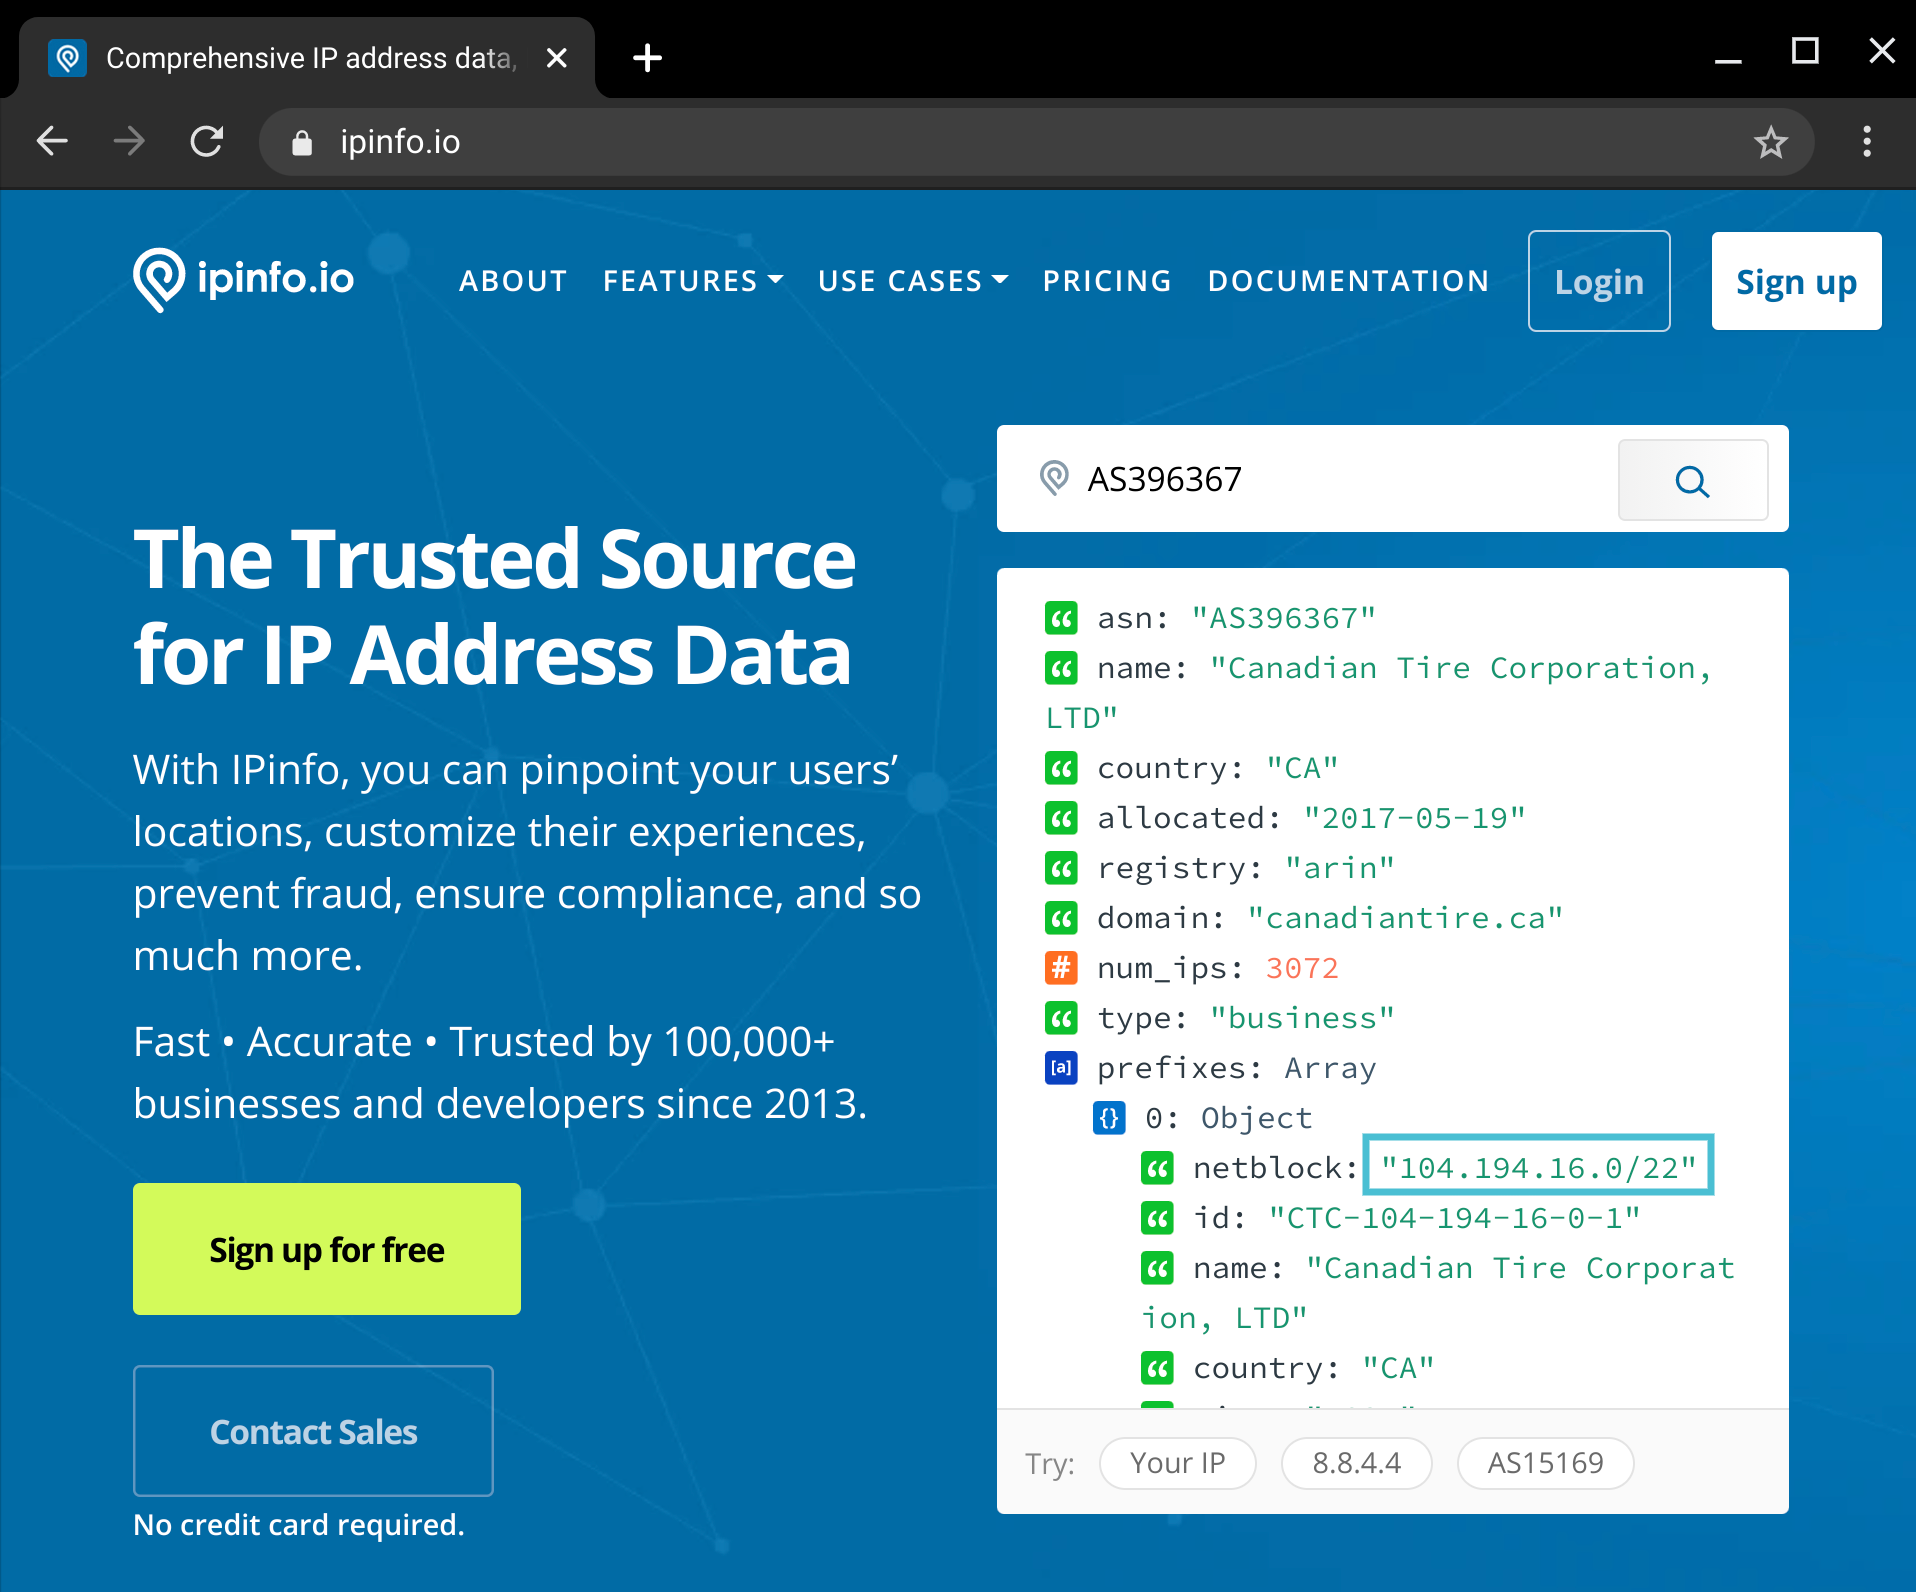 Comprehensive IP address data,
ipinfo.io
ipinfo.io
ABOUT FEATURES USE CASES PRICING DOCUMENTATION Login Sign up
The Trusted Source
for IP Address Data
With IPinfo, you can pinpoint your users’
locations, customize their experiences,
prevent fraud, ensure compliance, and so
much more.
Fast • Accurate • Trusted by 100,000+
businesses and developers since 2013.
Sign up for free
Contact Sales
No credit card required.
AS396367
asn: "AS396367"
name: "Canadian Tire Corporation,
LTD"
country: "CA"
allocated: "2017-05-19"
registry: "arin"
domain: "canadiantire.ca"
# num_ips: 3072
type: "business"
[a] prefixes: Array
{} 0: Object
netblock: "104.194.16.0/22"
id: "CTC-104-194-16-0-1"
name: "Canadian Tire Corporat
ion, LTD"
country: "CA"
Try: Your IP 8.8.4.4 AS15169